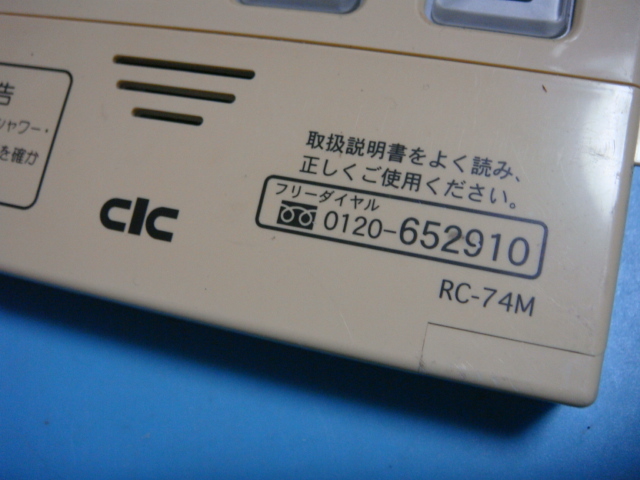 告
シャワー・
を確か
取扱説明書をよく読み、
正しくご使用ください。
フリーダイヤル
0120-652910
CIC
RC-74M